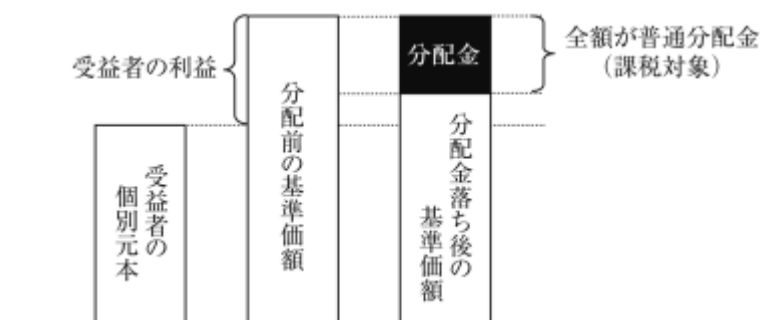 受益者の利益
分配金
全額が普通分配金
（課税対象）
受益者の
個別元本
分配前の基準価額
分配金落ち後の
基準価額